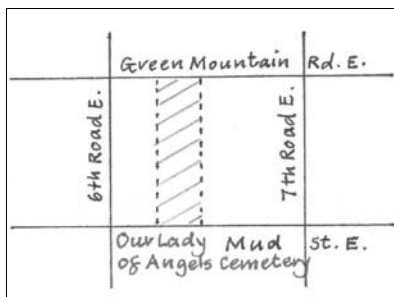 Green Mountain Rd. E.
6th Road E.
7th Road E.
Our Lady Mud St. E.
of Angels Cemetery